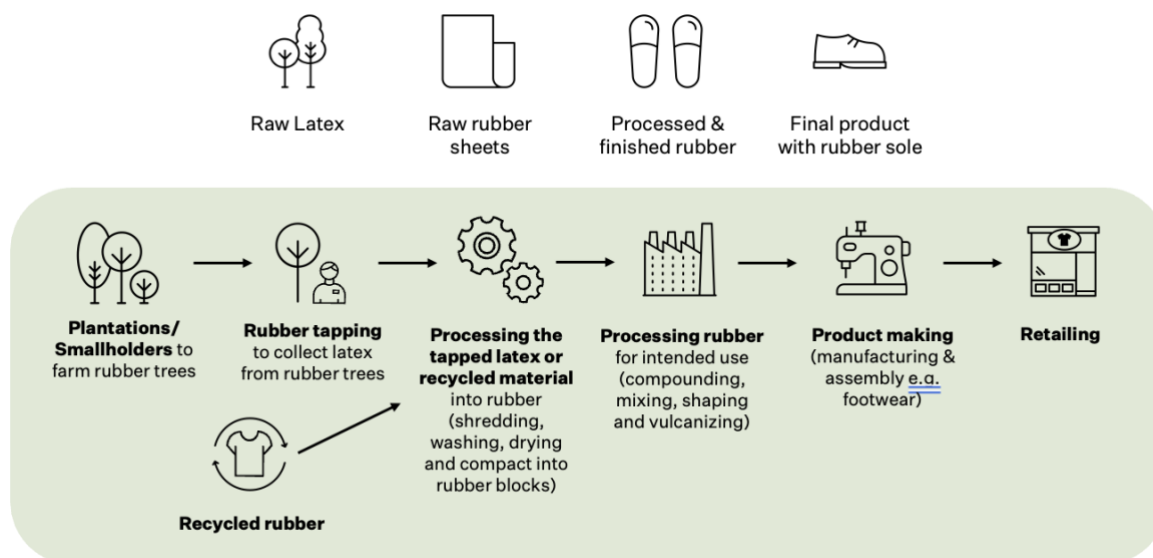 Raw Latex
Raw rubber
sheets
Processed &
finished rubber
Final product
with rubber sole
Plantations/
Smallholders to
farm rubber trees
Rubber tapping
to collect latex
from rubber trees
Processing the
tapped latex or
recycled material
into rubber
(shredding,
washing, drying
and compact into
rubber blocks)
Processing rubber
for intended use
(compounding,
mixing, shaping
and vulcanizing)
Product making
(manufacturing &
assembly e.g.
footwear)
Retailing
Recycled rubber